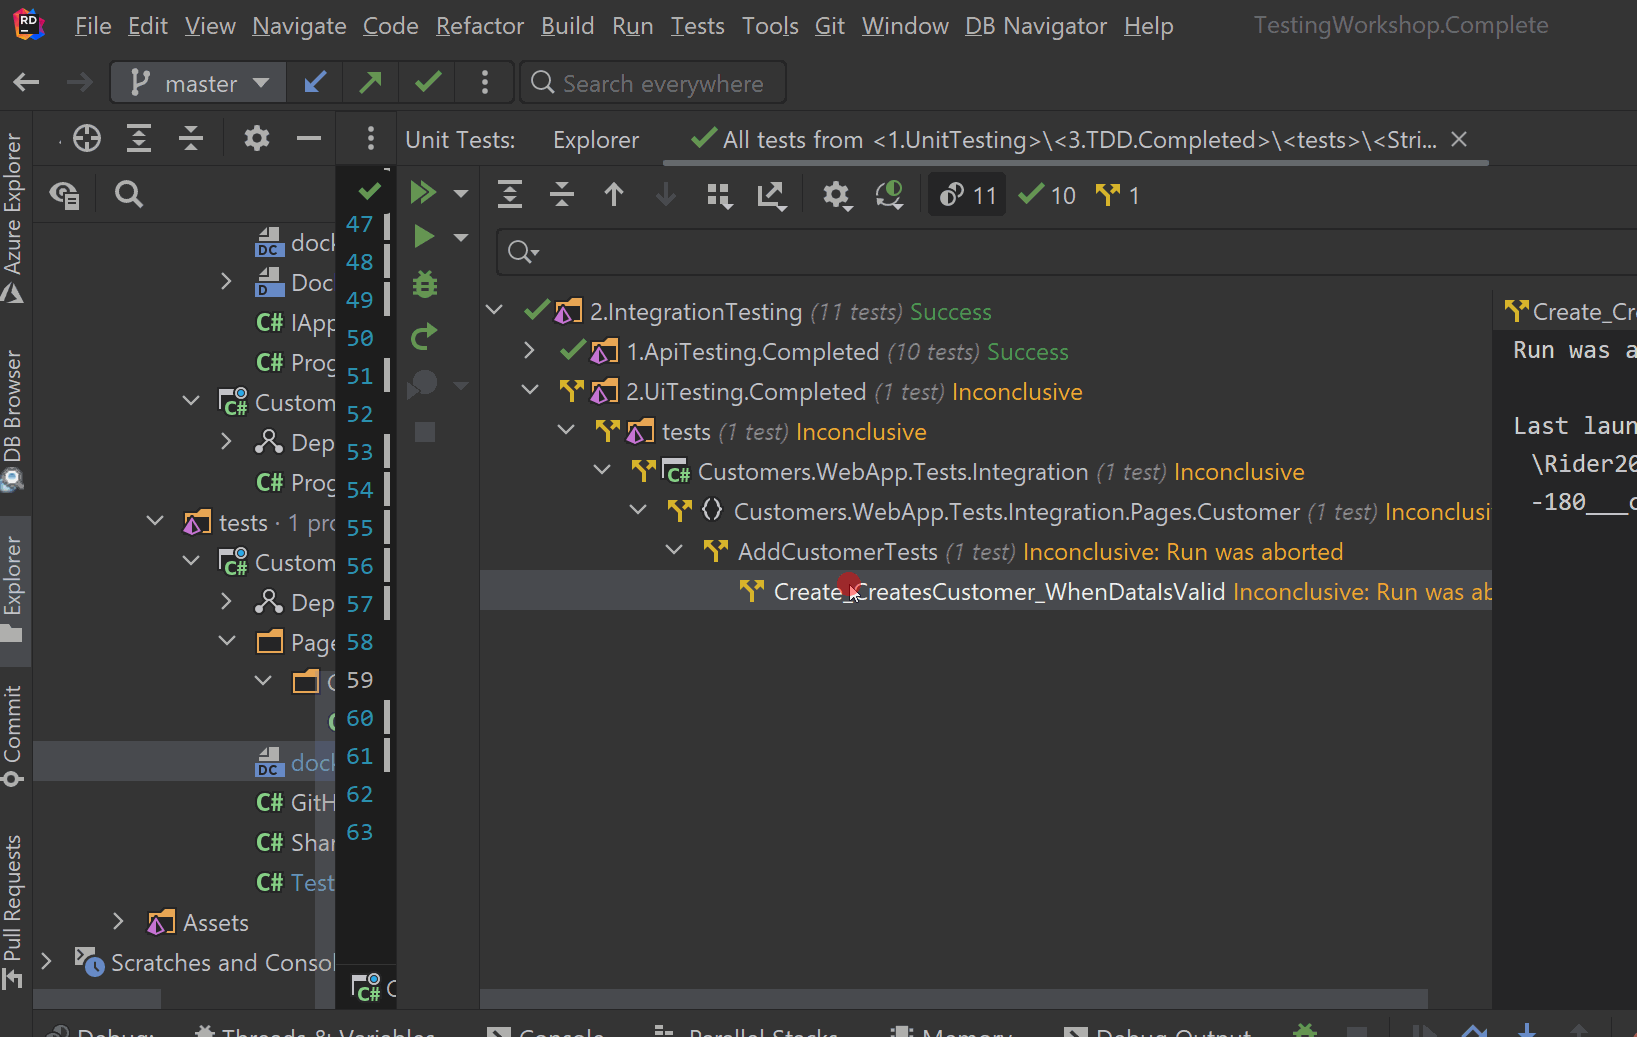 RD File Edit View Navigate Code Refactor Build Run Tests Tools Git Window DB Navigator Help TestingWorkshop.Complete
master Search everywhere
Unit Tests: Explorer All tests from <1.UnitTesting>\<3.TDD.Completed>\<tests>\<Stri...
11 10 1
Azure Explorer
DB Browser
Explorer
Commit
Pull Requests
DC dock
D Doc
C# IApp
C# Prog
C# Custom
Dep
C# Prog
tests · 1 pro
C# Custom
Dep
Page
C
DC dock
C# GitH
C# Shar
C# Test
Assets
Scratches and Consol
47
48
49
50
51
52
53
54
55
56
57
58
59
60
61
62
63
C# C
2.IntegrationTesting (11 tests) Success
1.ApiTesting.Completed (10 tests) Success
2.UiTesting.Completed (1 test) Inconclusive
tests (1 test) Inconclusive
C# Customers.WebApp.Tests.Integration (1 test) Inconclusive
Customers.WebApp.Tests.Integration.Pages.Customer (1 test) Inconclusi
AddCustomerTests (1 test) Inconclusive: Run was aborted
Create_CreatesCustomer_WhenDataIsValid Inconclusive: Run was ab
Create_Cr
Run was a
Last laun
\Rider20
-180___c
Debug: Threads & Variables Console Parallel Stacks Memory Debug Output